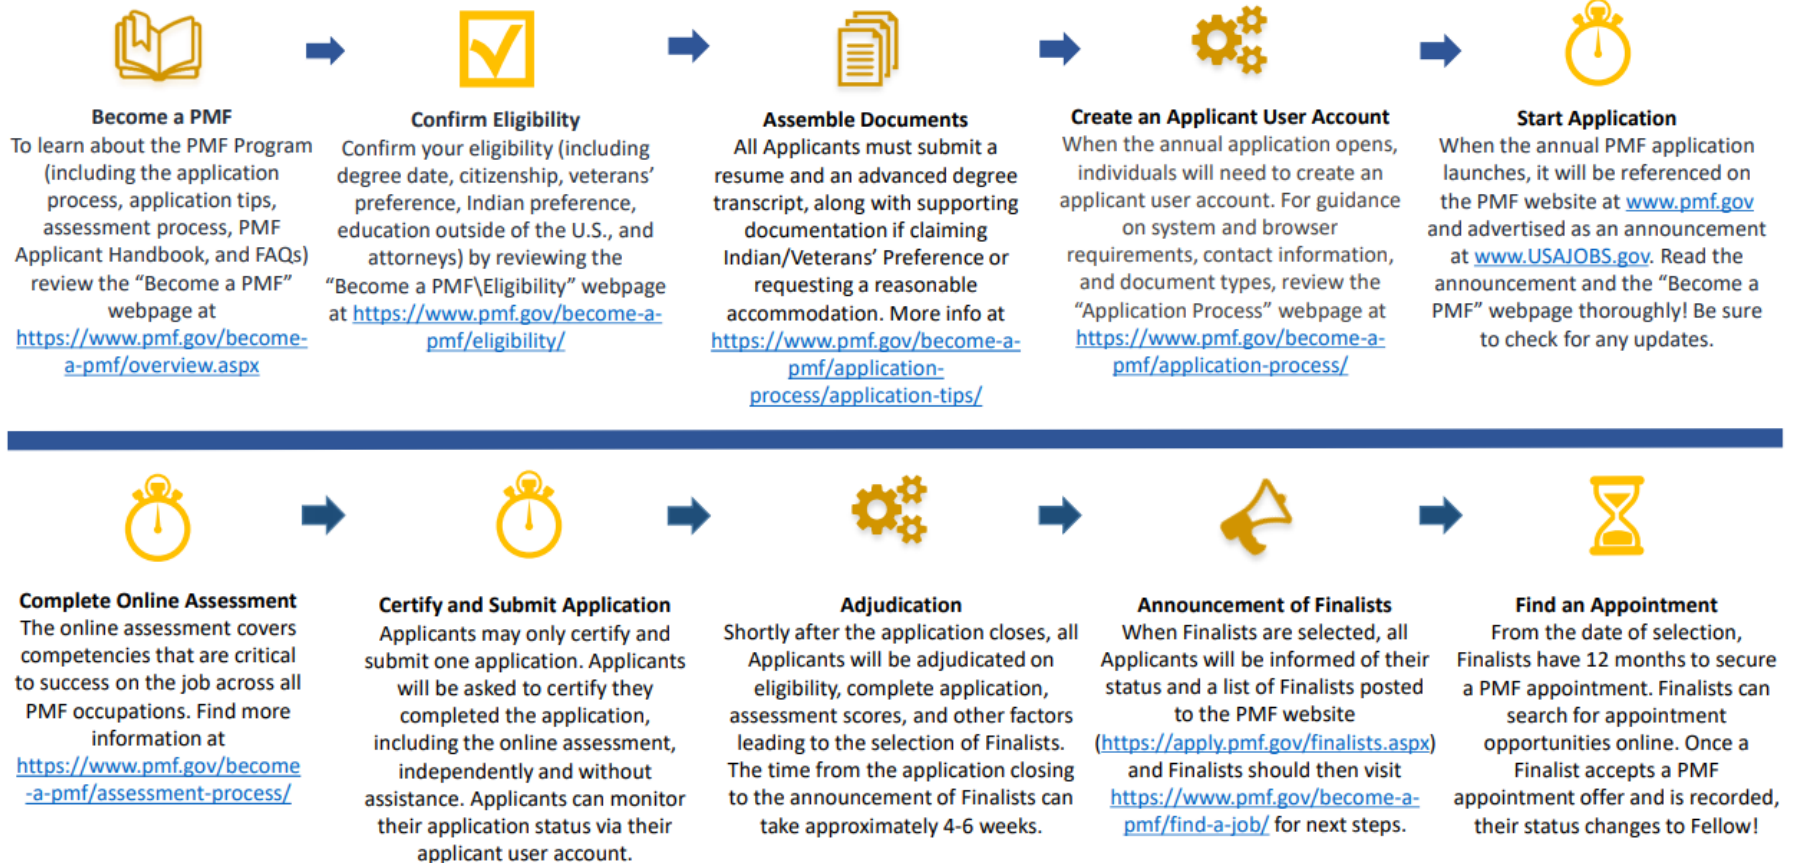 Become a PMF
To learn about the PMF Program
(including the application
process, application tips,
assessment process, PMF
Applicant Handbook, and FAQs)
review the “Become a PMF”
webpage at
https://www.pmf.gov/become-
a-pmf/overview.aspx
Confirm Eligibility
Confirm your eligibility (including
degree date, citizenship, veterans’
preference, Indian preference,
education outside of the U.S., and
attorneys) by reviewing the
“Become a PMF\Eligibility” webpage
at https://www.pmf.gov/become-a-
pmf/eligibility/
Assemble Documents
All Applicants must submit a
resume and an advanced degree
transcript, along with supporting
documentation if claiming
Indian/Veterans’ Preference or
requesting a reasonable
accommodation. More info at
https://www.pmf.gov/become-a-
pmf/application-
process/application-tips/
Create an Applicant User Account
When the annual application opens,
individuals will need to create an
applicant user account. For guidance
on system and browser
requirements, contact information,
and document types, review the
“Application Process” webpage at
https://www.pmf.gov/become-a-
pmf/application-process/
Start Application
When the annual PMF application
launches, it will be referenced on
the PMF website at www.pmf.gov
and advertised as an announcement
at www.USAJOBS.gov. Read the
announcement and the “Become a
PMF” webpage thoroughly! Be sure
to check for any updates.
Complete Online Assessment
The online assessment covers
competencies that are critical
to success on the job across all
PMF occupations. Find more
information at
https://www.pmf.gov/become
-a-pmf/assessment-process/
Certify and Submit Application
Applicants may only certify and
submit one application. Applicants
will be asked to certify they
completed the application,
including the online assessment,
independently and without
assistance. Applicants can monitor
their application status via their
applicant user account.
Adjudication
Shortly after the application closes, all
Applicants will be adjudicated on
eligibility, complete application,
assessment scores, and other factors
leading to the selection of Finalists.
The time from the application closing
to the announcement of Finalists can
take approximately 4-6 weeks.
Announcement of Finalists
When Finalists are selected, all
Applicants will be informed of their
status and a list of Finalists posted
to the PMF website
(https://apply.pmf.gov/finalists.aspx)
and Finalists should then visit
https://www.pmf.gov/become-a-
pmf/find-a-job/ for next steps.
Find an Appointment
From the date of selection,
Finalists have 12 months to secure
a PMF appointment. Finalists can
search for appointment
opportunities online. Once a
Finalist accepts a PMF
appointment offer and is recorded,
their status changes to Fellow!